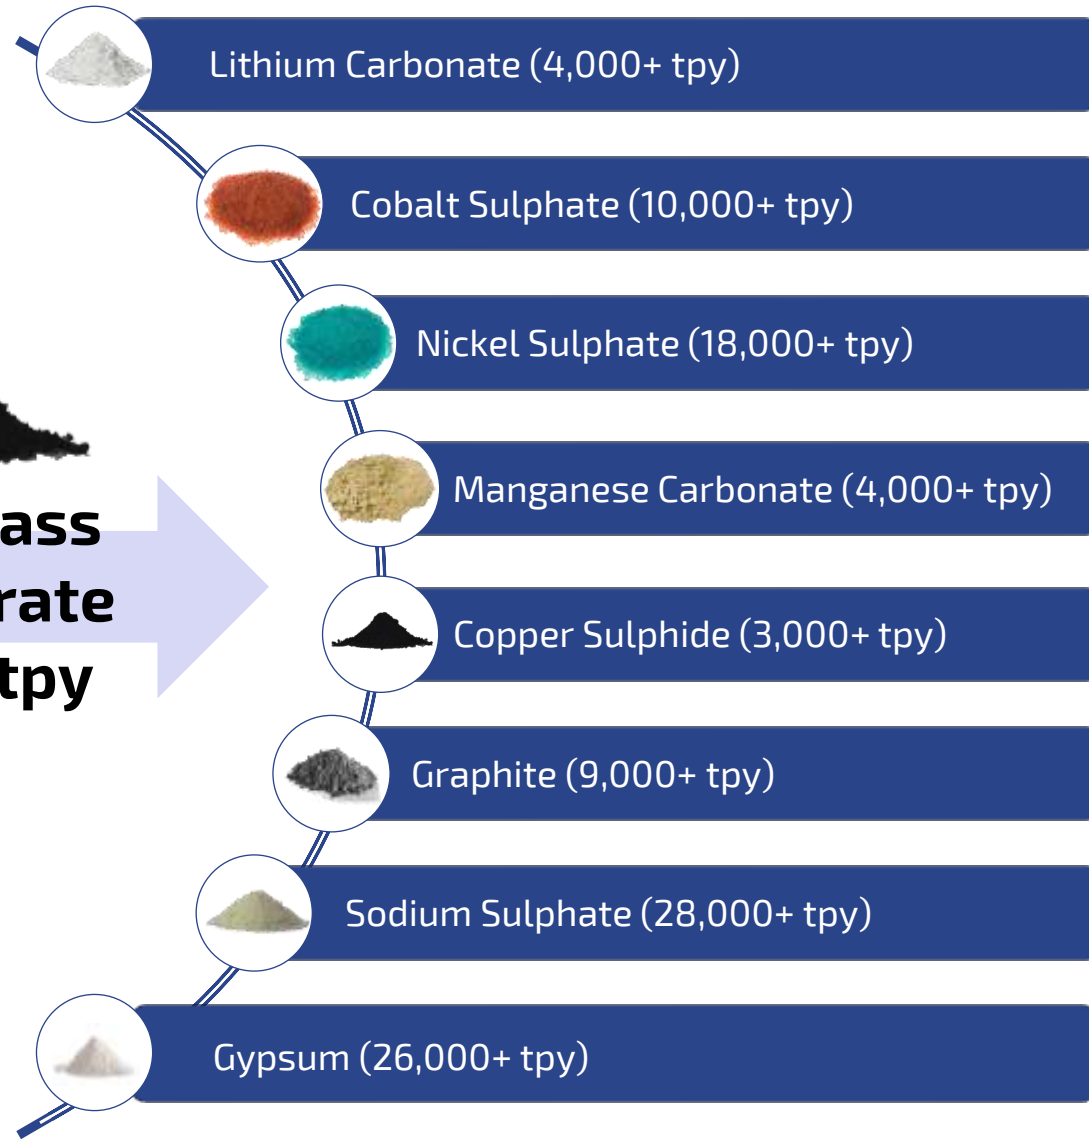 Lithium Carbonate (4,000+ tpy)
Cobalt Sulphate (10,000+ tpy)
Nickel Sulphate (18,000+ tpy)
Manganese Carbonate (4,000+ tpy)
ass
rate
tpy
Copper Sulphide (3,000+ tpy)
Graphite (9,000+ tpy)
Sodium Sulphate (28,000+ tpy)
Gypsum (26,000+ tpy)